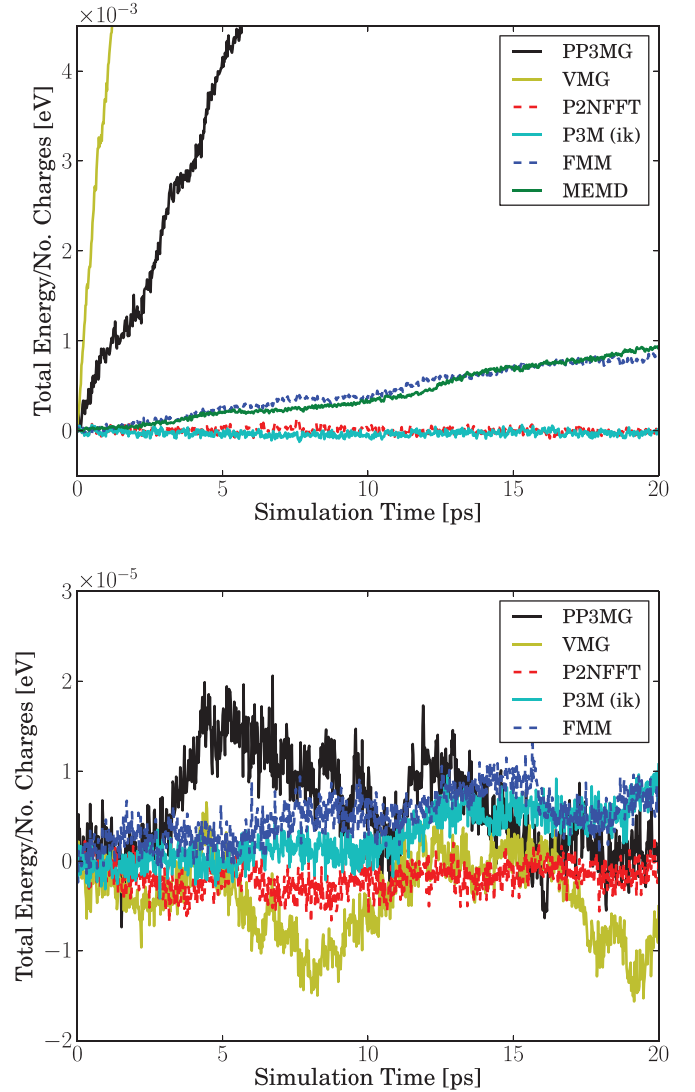 ×10⁻³
4
3
2
1
0
Total Energy/No. Charges [eV]
PP3MG
VMG
P2NFFT
P3M (ik)
FMM
MEMD
0 5 10 15 20
Simulation Time [ps]
×10⁻⁵
3
2
1
0
−1
−2
Total Energy/No. Charges [eV]
PP3MG
VMG
P2NFFT
P3M (ik)
FMM
0 5 10 15 20
Simulation Time [ps]